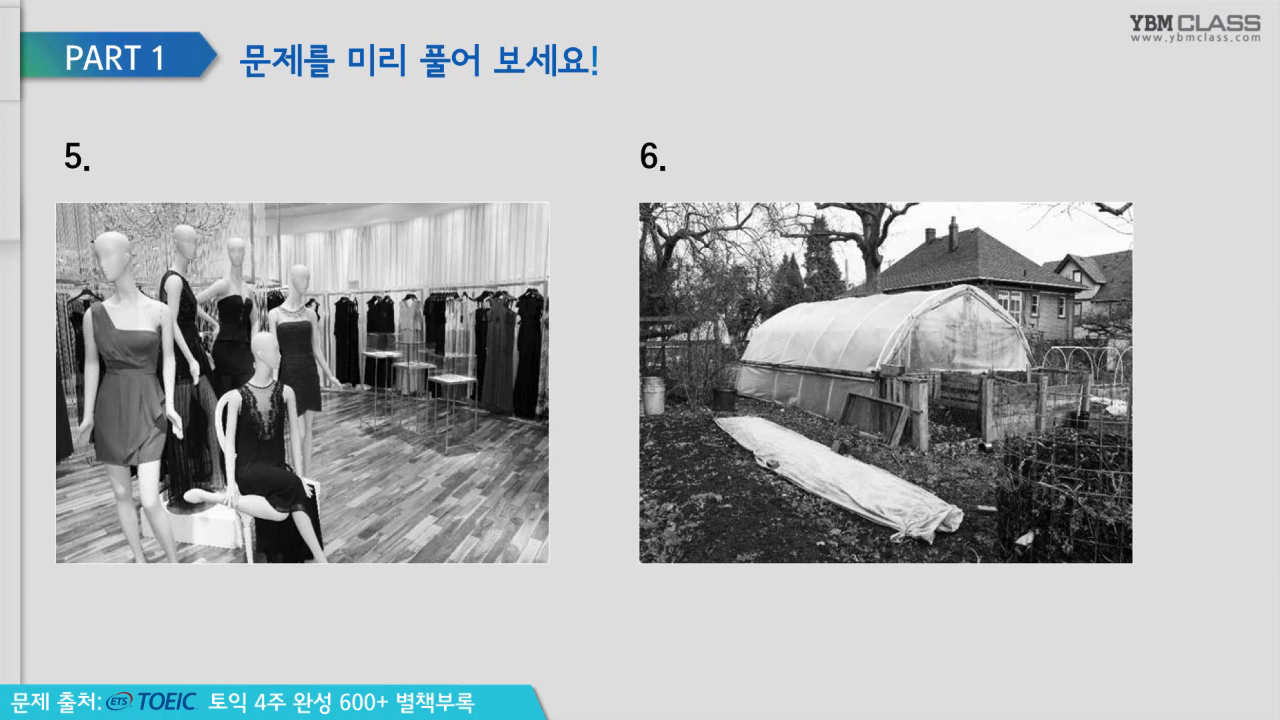 YBM CLASS
www.ybmclass.com
PART 1
문제를 미리 풀어 보세요!
5.
6.
문제 출처: ETS TOEIC. 토익 4주 완성 600+ 별책부록